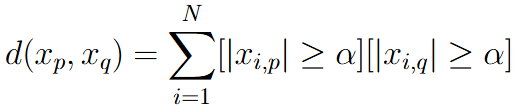 d(x_p, x_q) = \sum_{i=1}^{N} [|x_{i,p}| \geq \alpha][|x_{i,q}| \geq \alpha]